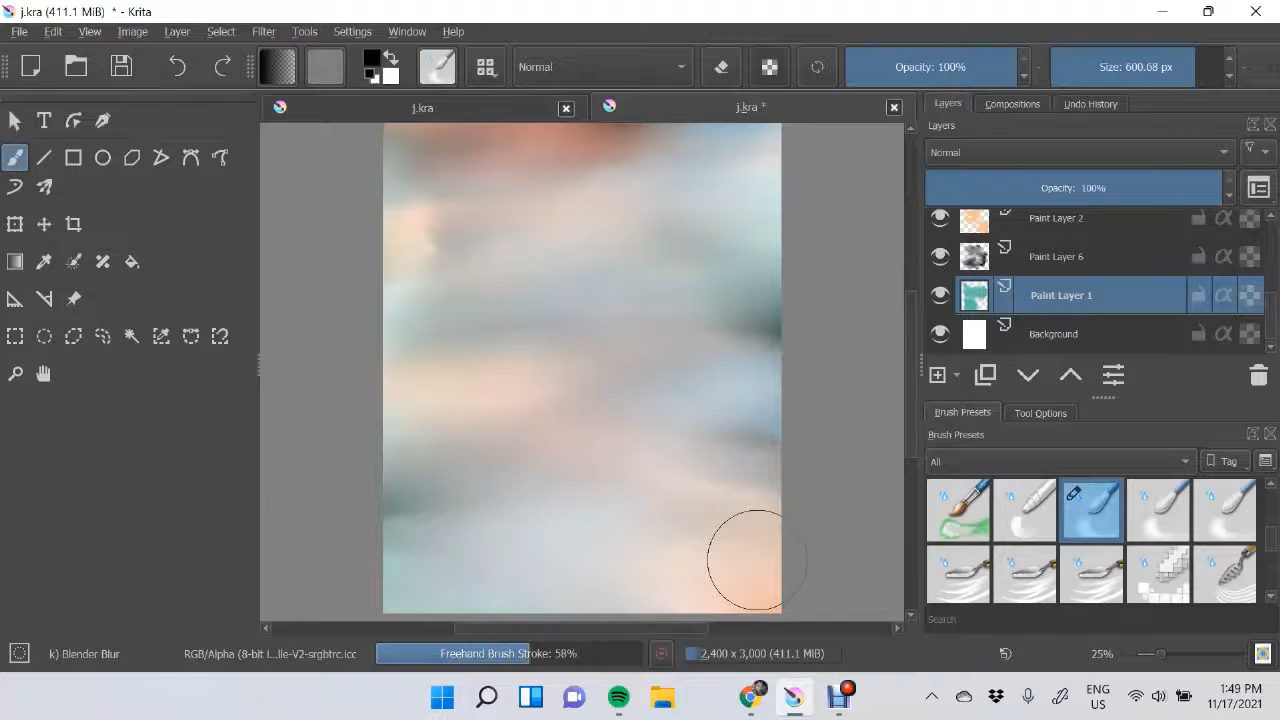 j.kra (411.1 MiB) * - Krita
File Edit View Image Layer Select Filter Tools Settings Window Help
Normal
Opacity: 100%
Size: 600.68 px
j.kra
j.kra *
Layers Compositions Undo History
Layers
Normal
Opacity: 100%
Paint Layer 2
Paint Layer 6
Paint Layer 1
Background
Brush Presets Tool Options
Brush Presets
All
Tag
Search
k) Blender Blur
RGB/Alpha (8-bit i...lle-V2-srgbtrc.icc
Freehand Brush Stroke: 58%
2,400 x 3,000 (411.1 MiB)
25%
ENG
US
1:49 PM
11/17/2021